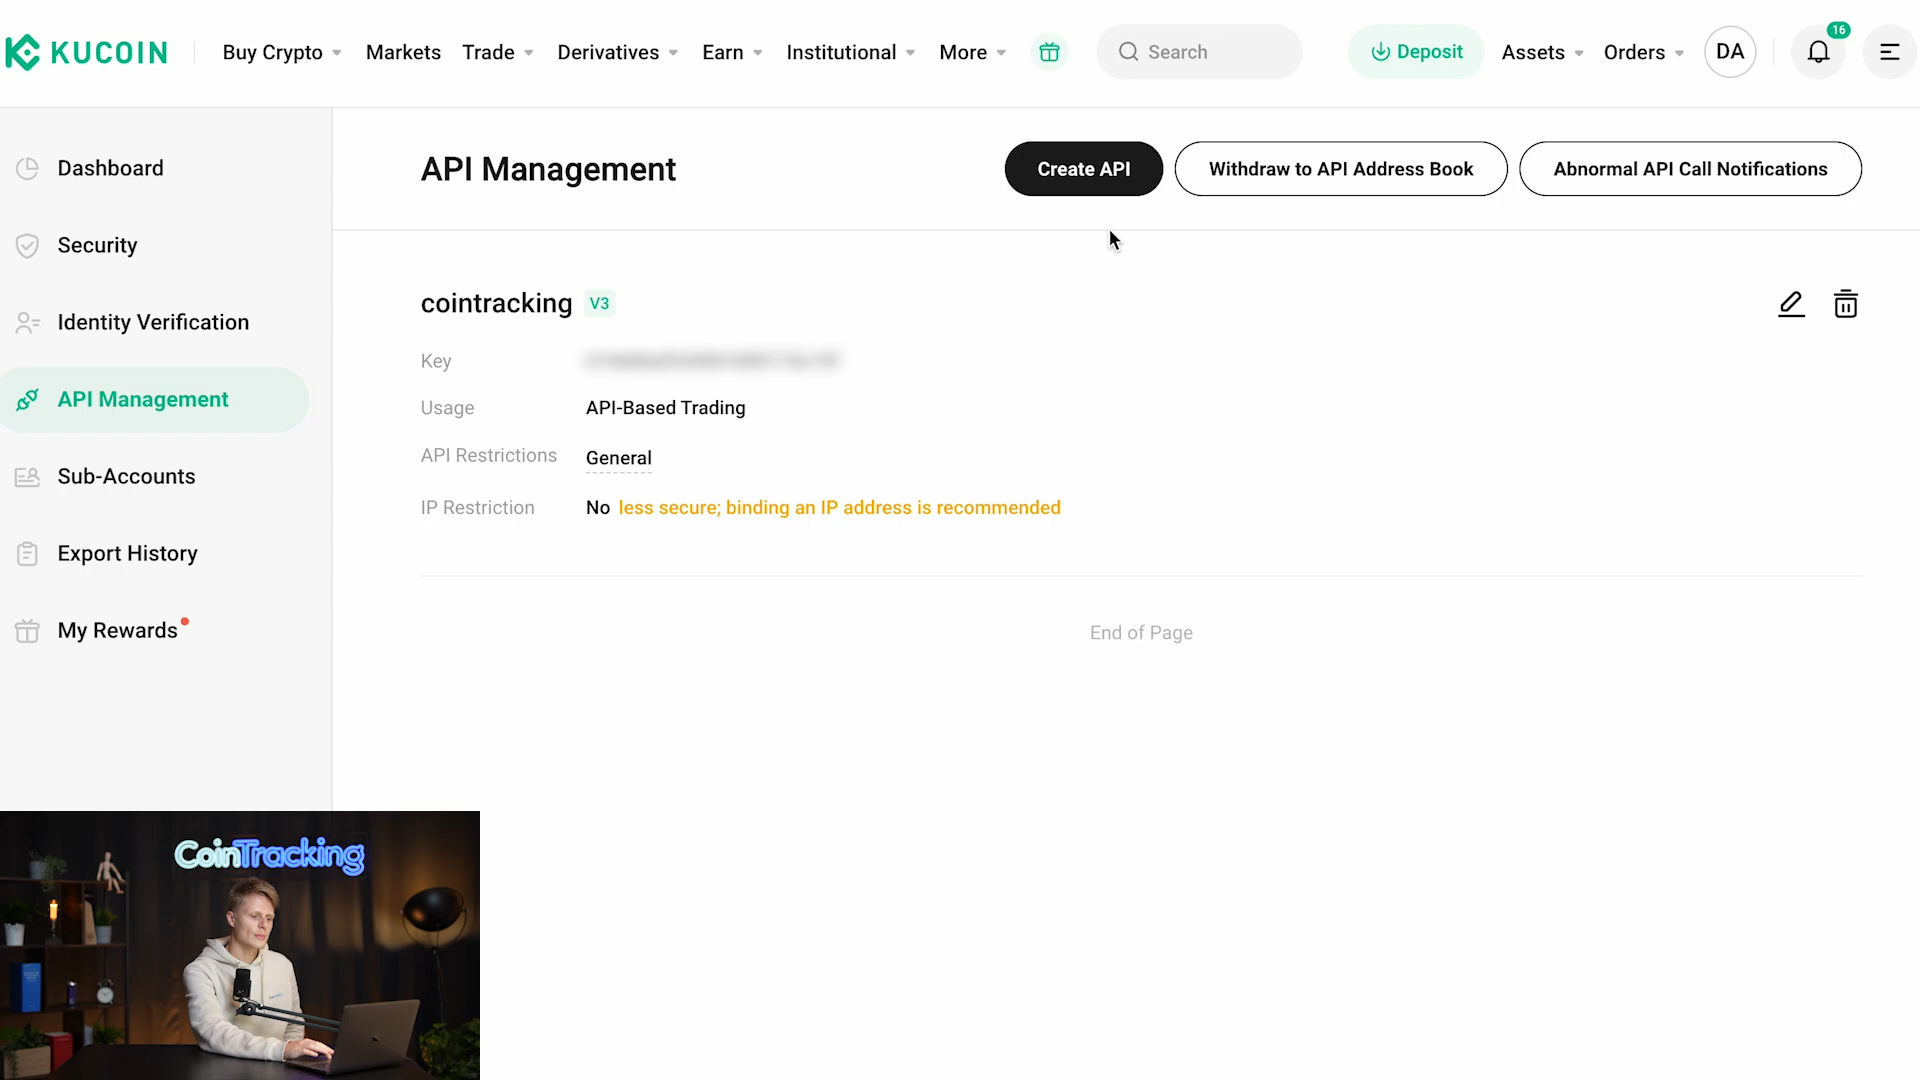 KUCOIN
Buy Crypto Markets Trade Derivatives Earn Institutional More Search Deposit Assets Orders DA 16
Dashboard
Security
Identity Verification
API Management
Sub-Accounts
Export History
My Rewards
API Management
Create API Withdraw to API Address Book Abnormal API Call Notifications
cointracking V3
Key
Usage API-Based Trading
API Restrictions General
IP Restriction No less secure; binding an IP address is recommended
End of Page
CoinTracking